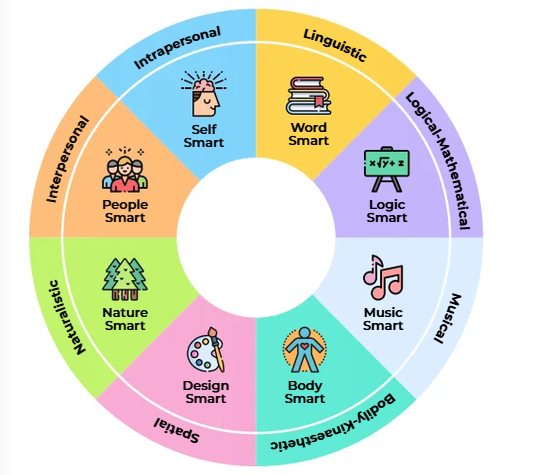 Linguistic
Word
Smart
Logical-Mathematical
x√y+ z
Logic
Smart
Musical
Music
Smart
Bodily-Kinaesthetic
Body
Smart
Spatial
Design
Smart
Naturalistic
Nature
Smart
Interpersonal
People
Smart
Intrapersonal
Self
Smart